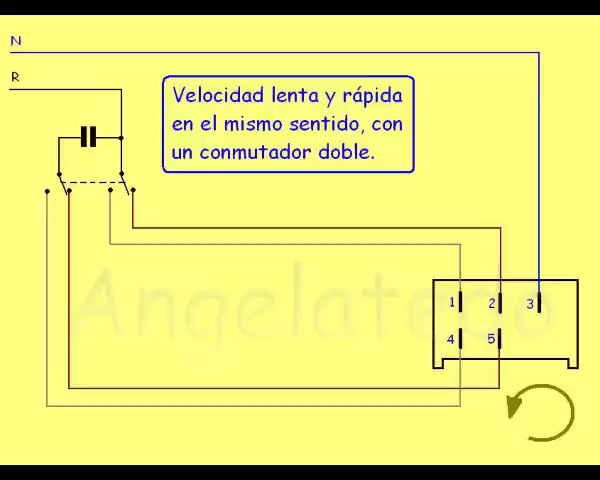 N
R
Velocidad lenta y rápida
en el mismo sentido, con
un conmutador doble.
Angelateco
1 2 3
4 5